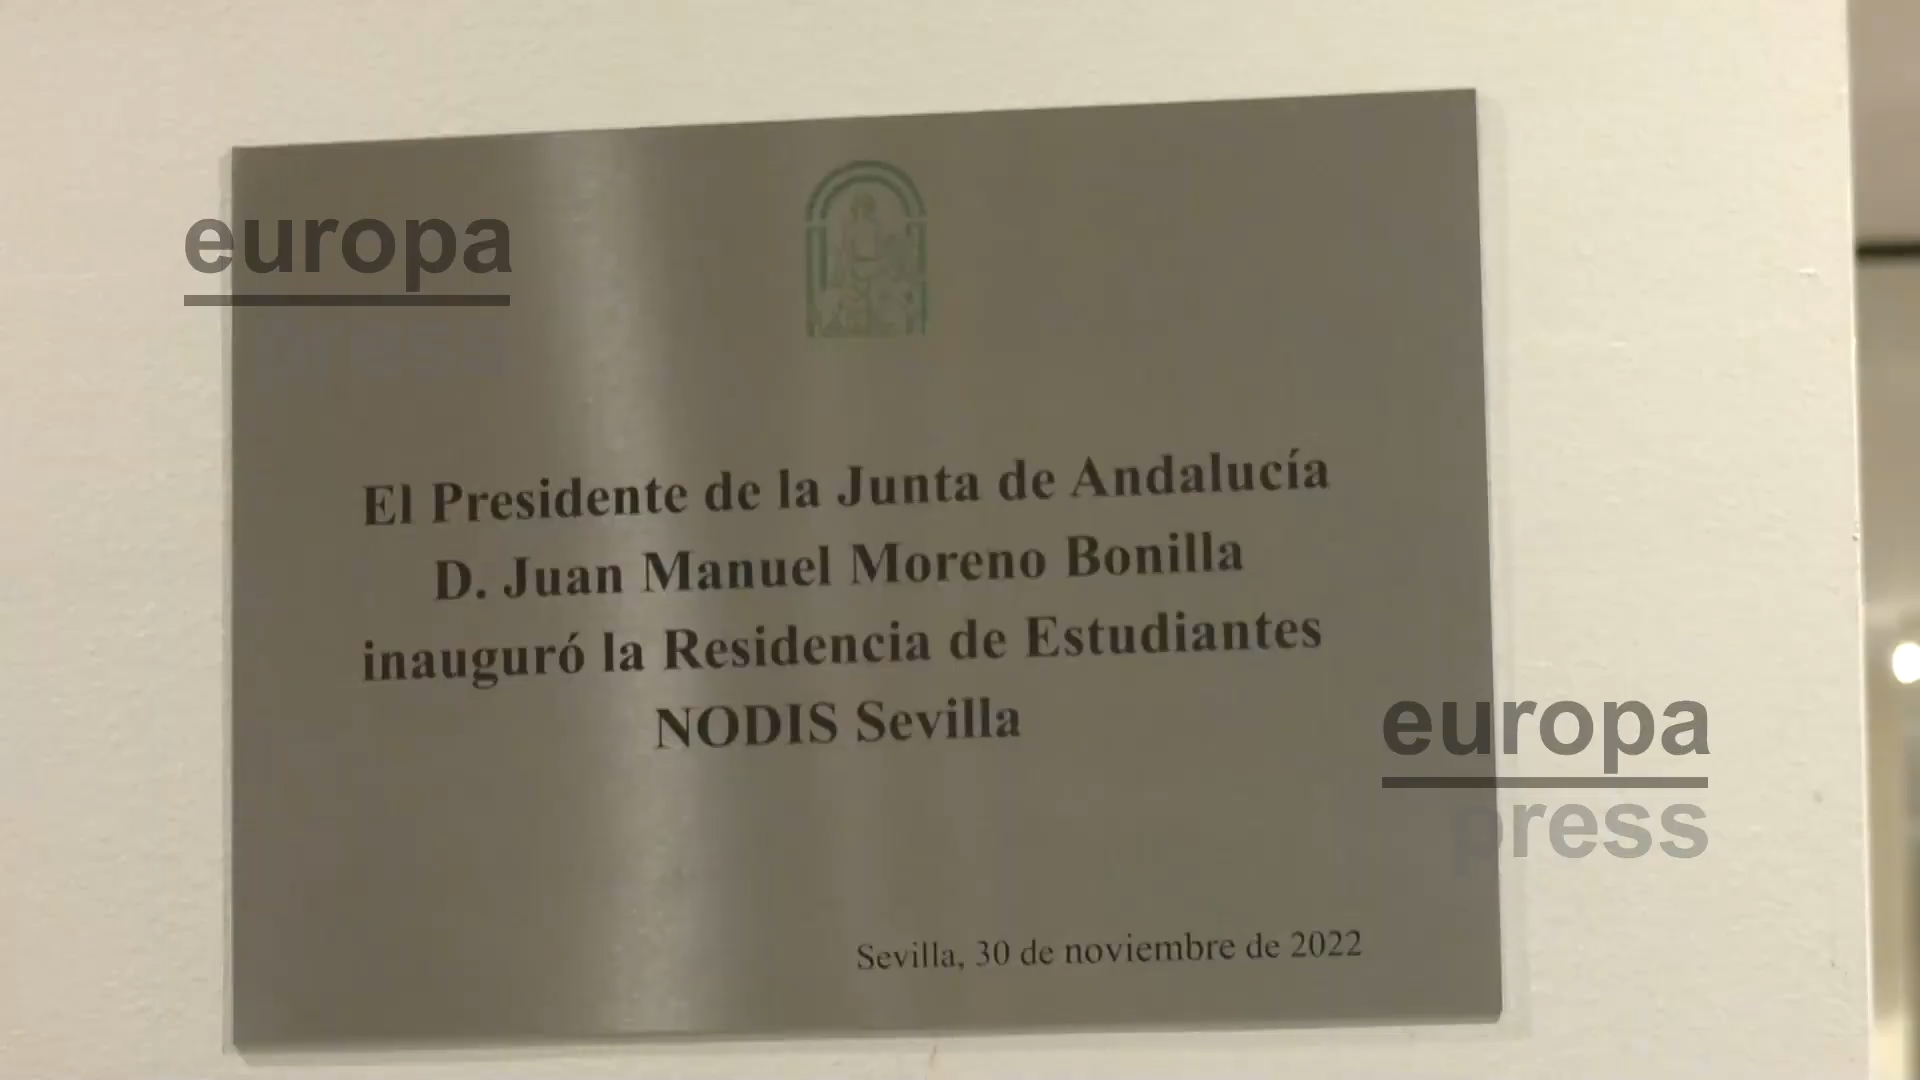 europa
press
El Presidente de la Junta de Andalucía
D. Juan Manuel Moreno Bonilla
inauguró la Residencia de Estudiantes
NODIS Sevilla
europa
press
Sevilla, 30 de noviembre de 2022